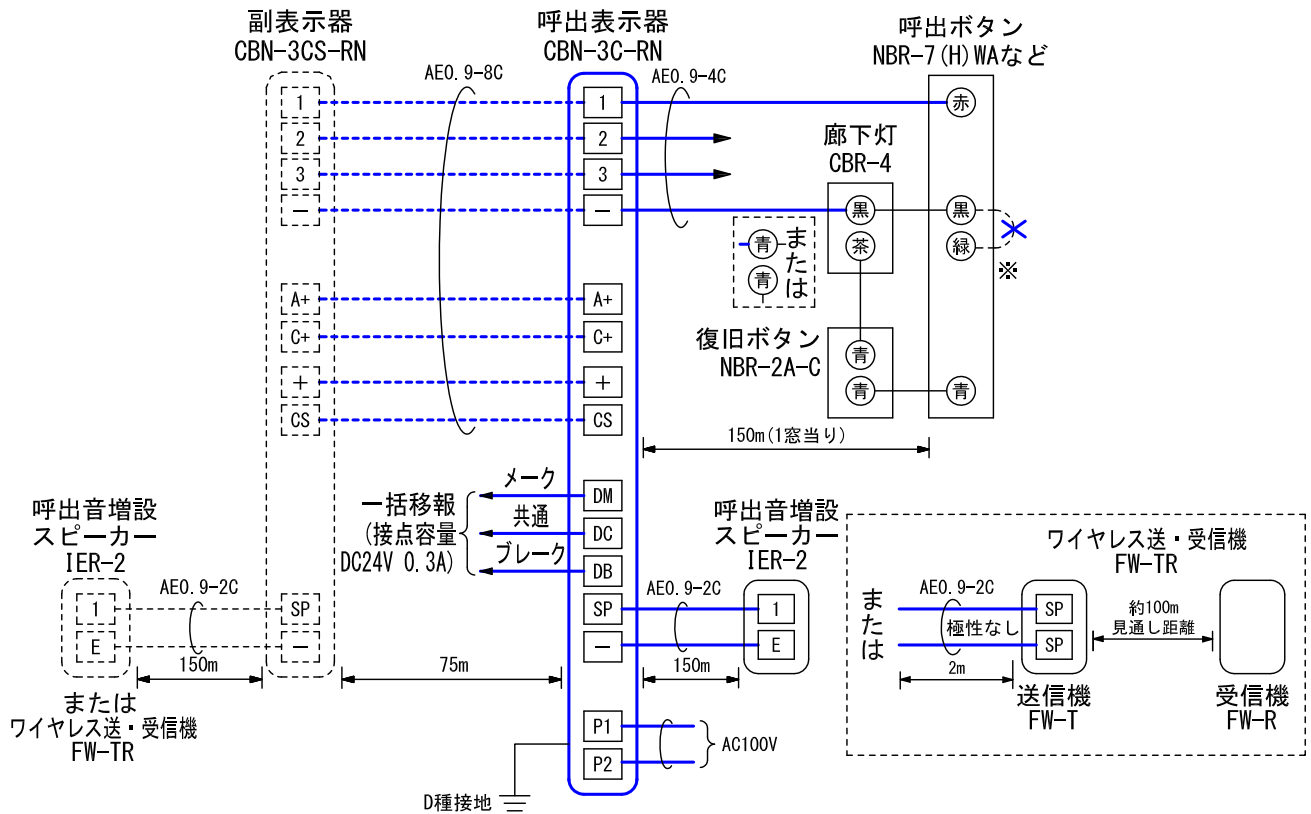 副表示器
CBN-3CS-RN
呼出表示器
CBN-3C-RN
呼出ボタン
NBR-7(H)WAなど
AE0.9-8C
AE0.9-4C
廊下灯
CBR-4
1
2
3
—
A+
C+
+
CS
SP
—
1
2
3
—
A+
C+
+
CS
DM
DC
DB
SP
—
P1
P2
赤
黒
緑
青
※
黒
茶
青
青
または
復旧ボタン
NBR-2A-C
青
青
150m(1窓当り)
メーク
共通
ブレーク
一括移報
(接点容量
DC24V 0.3A)
呼出音増設
スピーカー
IER-2
1
E
AE0.9-2C
150m
または
ワイヤレス送・受信機
FW-TR
75m
呼出音増設
スピーカー
IER-2
AE0.9-2C
1
E
150m
AC100V
D種接地
ワイヤレス送・受信機
FW-TR
または
AE0.9-2C
極性なし
SP
SP
2m
約100m
見通し距離
送信機
FW-T
受信機
FW-R